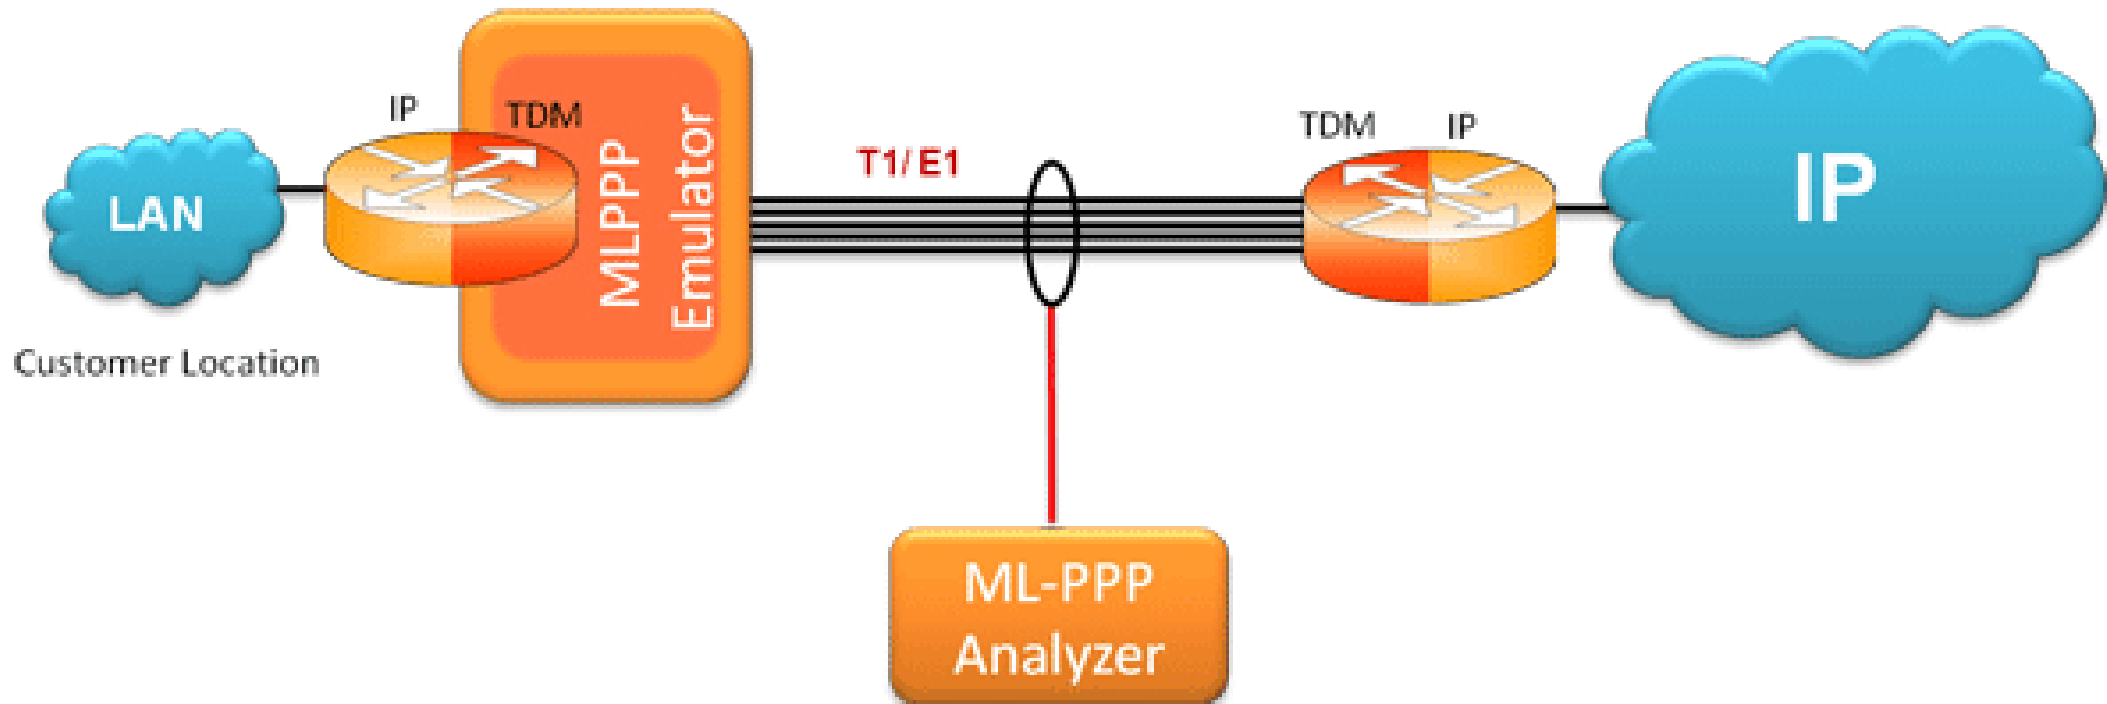 IP
TDM
LAN
MLPPP
Emulator
Customer Location
T1/ E1
TDM
IP
IP
ML-PPP
Analyzer